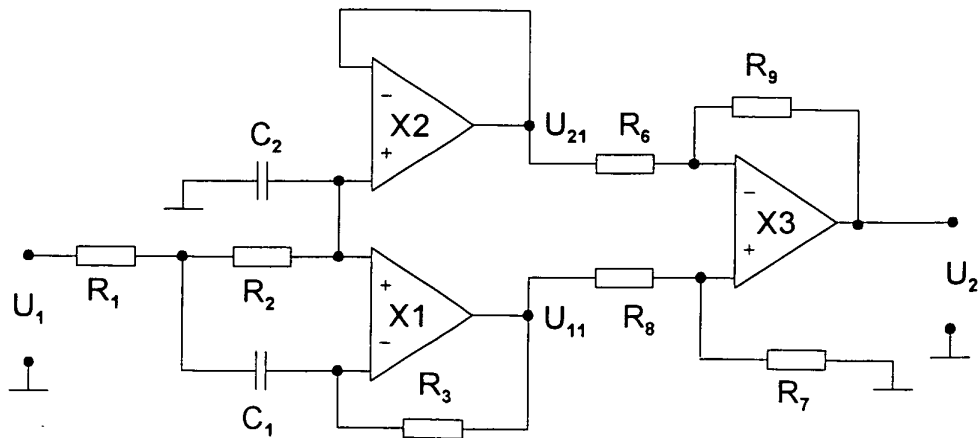 R₉
X2
−
+
U₂₁
R₆
C₂
X3
−
+
R₁
R₂
U₁
X1
+
−
U₁₁
R₈
U₂
R₃
R₇
C₁